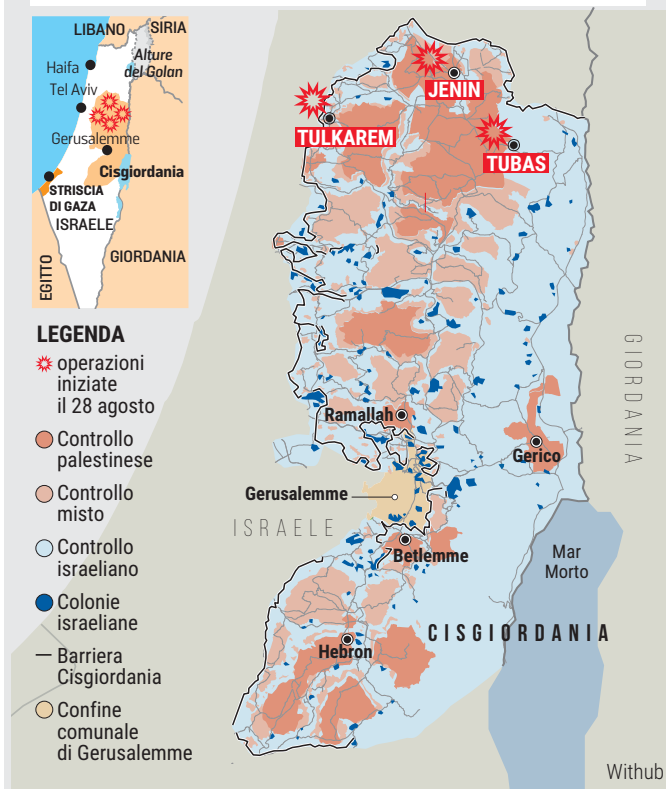 LIBANO
SIRIA
Alture
del Golan
Haifa
Tel Aviv
Gerusalemme
Cisgiordania
STRISCIA
DI GAZA
ISRAELE
EGITTO
GIORDANIA
LEGENDA
operazioni
iniziate
il 28 agosto
Controllo
palestinese
Controllo
misto
Controllo
israeliano
Colonie
israeliane
Barriera
Cisgiordania
Confine
comunale
di Gerusalemme
JENIN
TULKAREM
TUBAS
Ramallah
Gerico
GIORDANIA
Gerusalemme
ISRAELE
Betlemme
Mar
Morto
CISGIORDANIA
Hebron
Withub